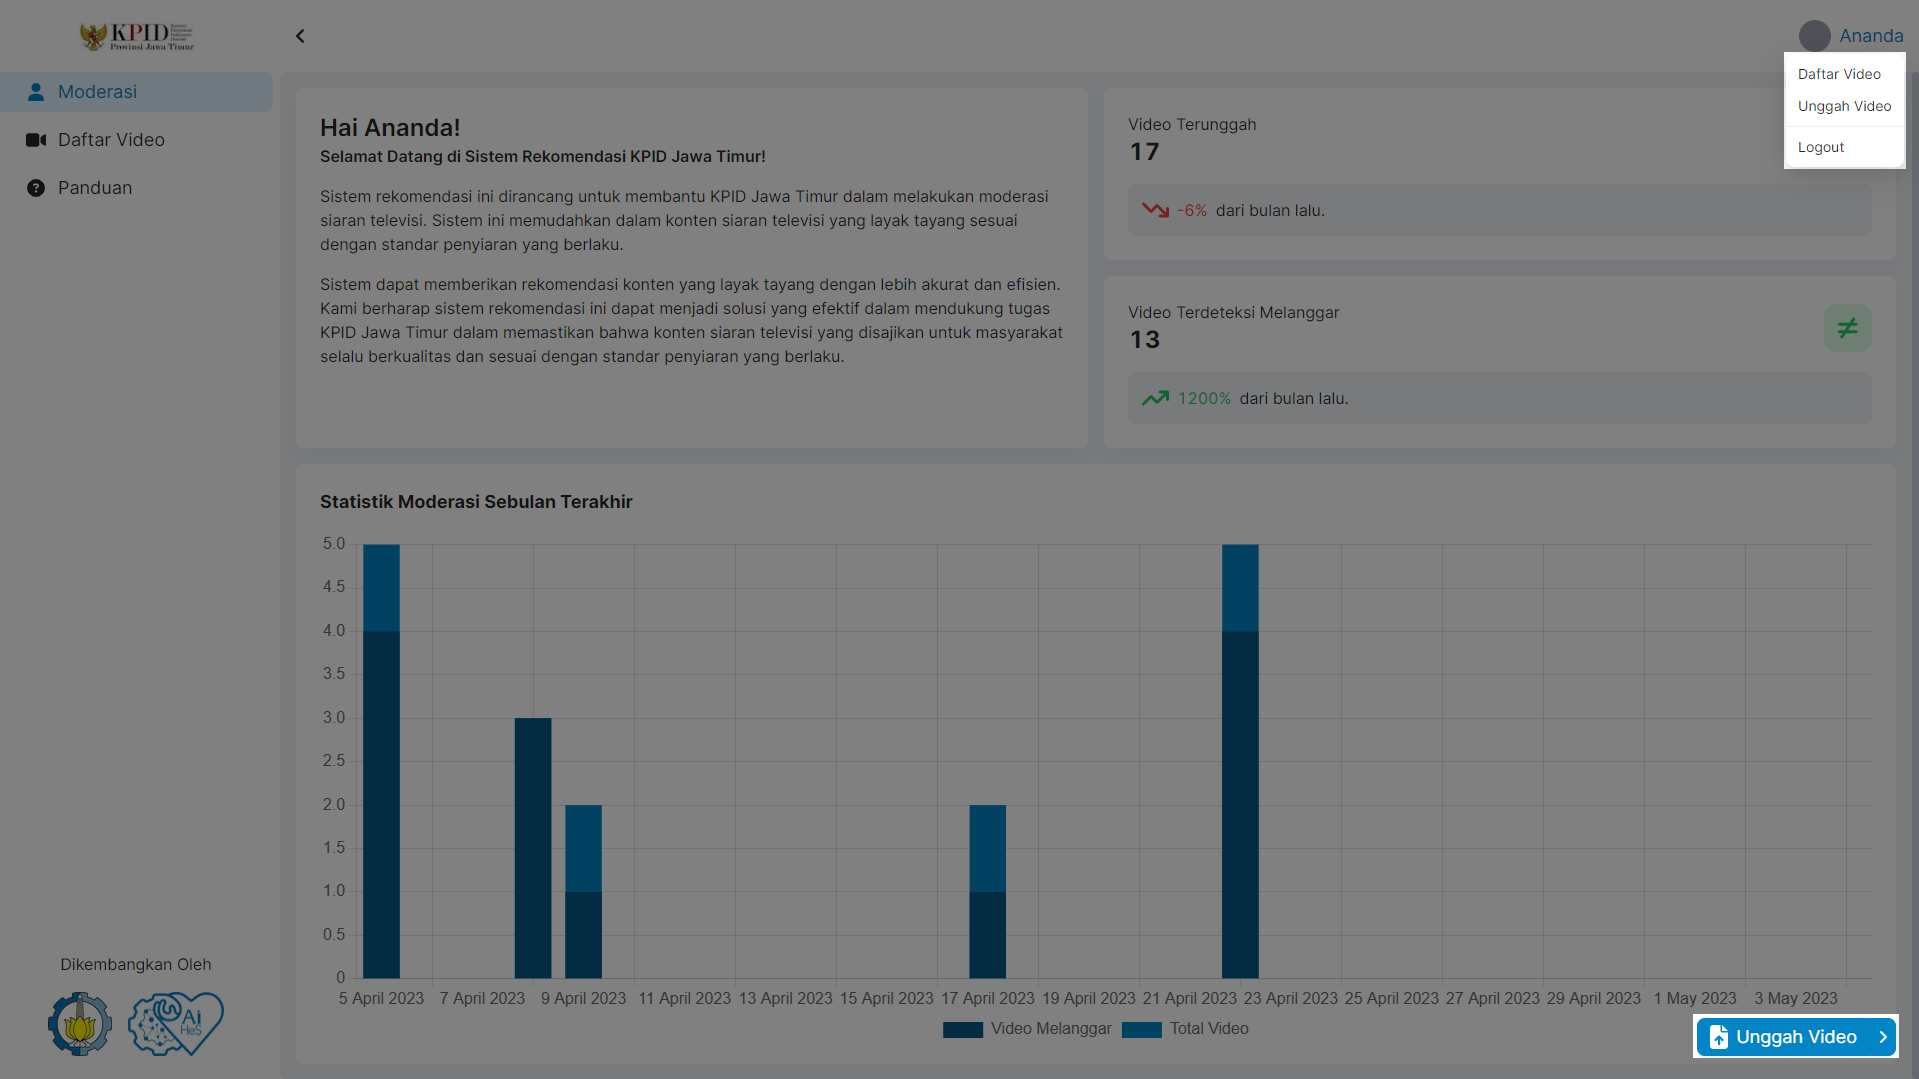 KPID
Provinsi Jawa Timur
Ananda
Daftar Video
Unggah Video
Logout
Moderasi
Daftar Video
Panduan
Hai Ananda!
Selamat Datang di Sistem Rekomendasi KPID Jawa Timur!
Sistem rekomendasi ini dirancang untuk membantu KPID Jawa Timur dalam melakukan moderasi
siaran televisi. Sistem ini memudahkan dalam konten siaran televisi yang layak tayang sesuai
dengan standar penyiaran yang berlaku.
Sistem dapat memberikan rekomendasi konten yang layak tayang dengan lebih akurat dan efisien.
Kami berharap sistem rekomendasi ini dapat menjadi solusi yang efektif dalam mendukung tugas
KPID Jawa Timur dalam memastikan bahwa konten siaran televisi yang disajikan untuk masyarakat
selalu berkualitas dan sesuai dengan standar penyiaran yang berlaku.
Video Terunggah
17
-6% dari bulan lalu.
Video Terdeteksi Melanggar
13
1200% dari bulan lalu.
Statistik Moderasi Sebulan Terakhir
5.0
4.5
4.0
3.5
3.0
2.5
2.0
1.5
1.0
0.5
0
5 April 2023 7 April 2023 9 April 2023 11 April 2023 13 April 2023 15 April 2023 17 April 2023 19 April 2023 21 April 2023 23 April 2023 25 April 2023 27 April 2023 29 April 2023 1 May 2023 3 May 2023
Video Melanggar Total Video
Dikembangkan Oleh
AI
HeS
Unggah Video